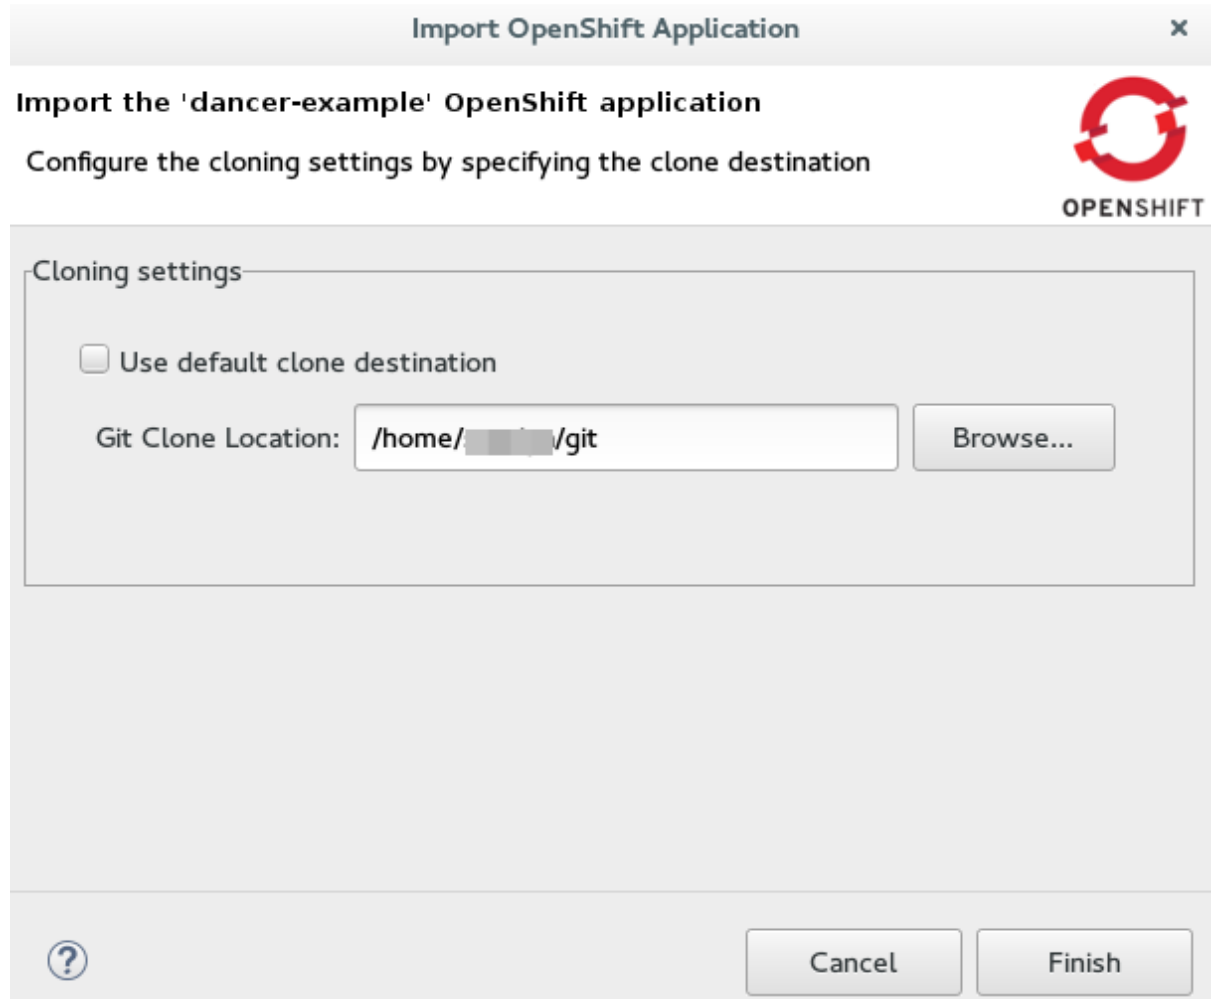 Import OpenShift Application
Import the 'dancer-example' OpenShift application
Configure the cloning settings by specifying the clone destination
OPENSHIFT
Cloning settings
Use default clone destination
Git Clone Location: /home/ /git Browse...
? Cancel Finish